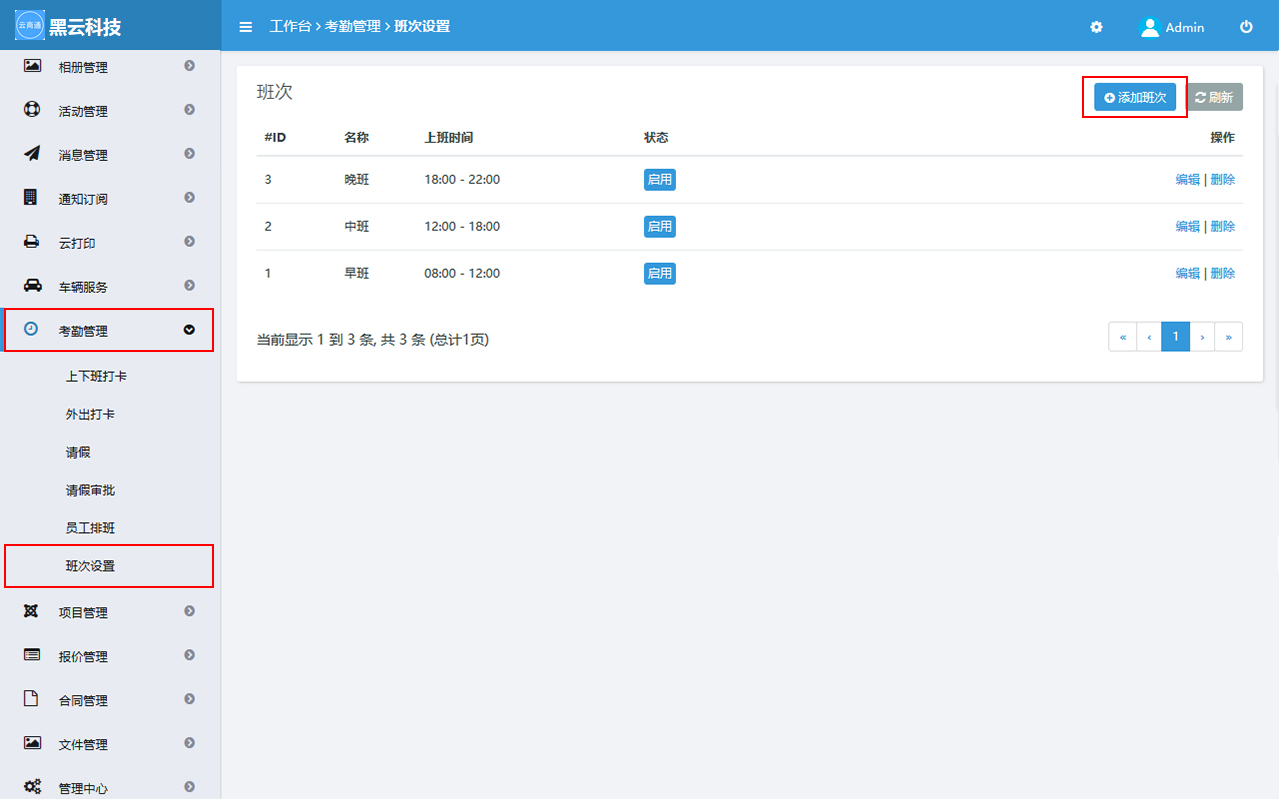 云商通 黑云科技
工作台 > 考勤管理 > 班次设置
Admin
相册管理
活动管理
消息管理
通知订阅
云打印
车辆服务
考勤管理
上下班打卡
外出打卡
请假
请假审批
员工排班
班次设置
项目管理
报价管理
合同管理
文件管理
管理中心
班次
添加班次 刷新
#ID 名称 上班时间 状态 操作
3 晚班 18:00 - 22:00 启用 编辑 | 删除
2 中班 12:00 - 18:00 启用 编辑 | 删除
1 早班 08:00 - 12:00 启用 编辑 | 删除
当前显示 1 到 3 条, 共 3 条 (总计1页)
« ‹ 1 › »